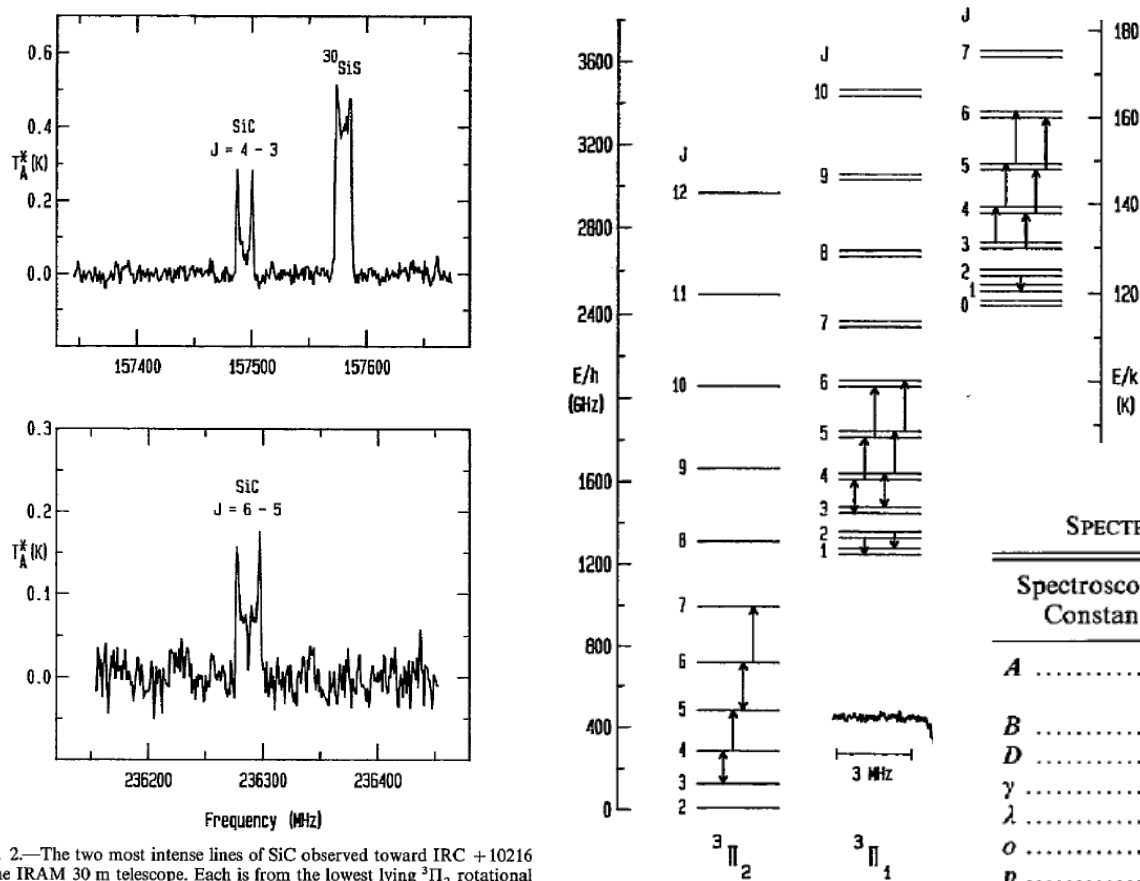 0.6
0.4
0.2
0.0
T*A (K)
30SiS
SiC
J = 4 - 3
157400
157500
157600
0.3
0.2
0.1
0.0
T*A (K)
SiC
J = 6 - 5
236200
236300
236400
Frequency (MHz)
2.—The two most intense lines of SiC observed toward IRC +10216
IRAM 30 m telescope. Each is from the lowest lying 3Π2 rotational
3600
3200
2800
2400
E/h
(GHz)
2000
1600
1200
800
400
0
J
12
11
10
9
8
7
6
5
4
3
2
3Π2
J
10
9
8
7
6
5
4
3
2
1
3 MHz
3Π1
J
7
6
5
4
3
2
1
0
180
160
140
120
E/k
(K)
SPECTE
Spectrosco
Constan
A ........
B ........
D ........
γ ........
λ ........
o ........